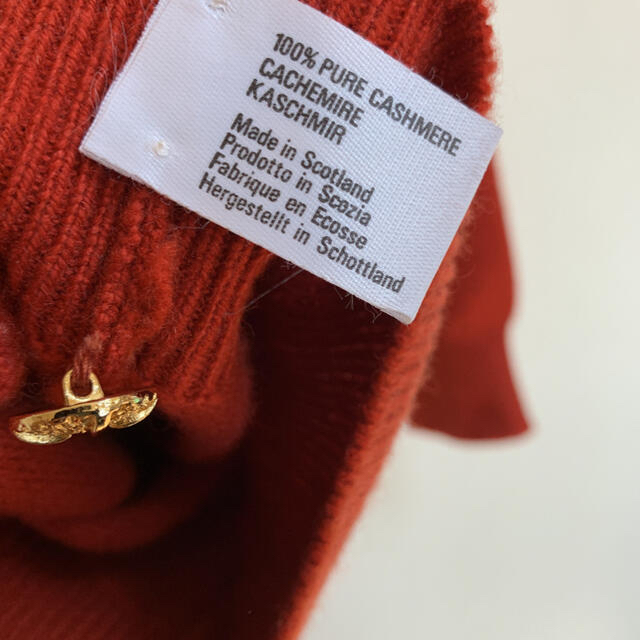 100% PURE CASHMERE
CACHEMIRE
KASCHMIR
Made in Scotland
Prodotto in Scozia
Fabrique en Ecosse
Hergestellt in Schottland